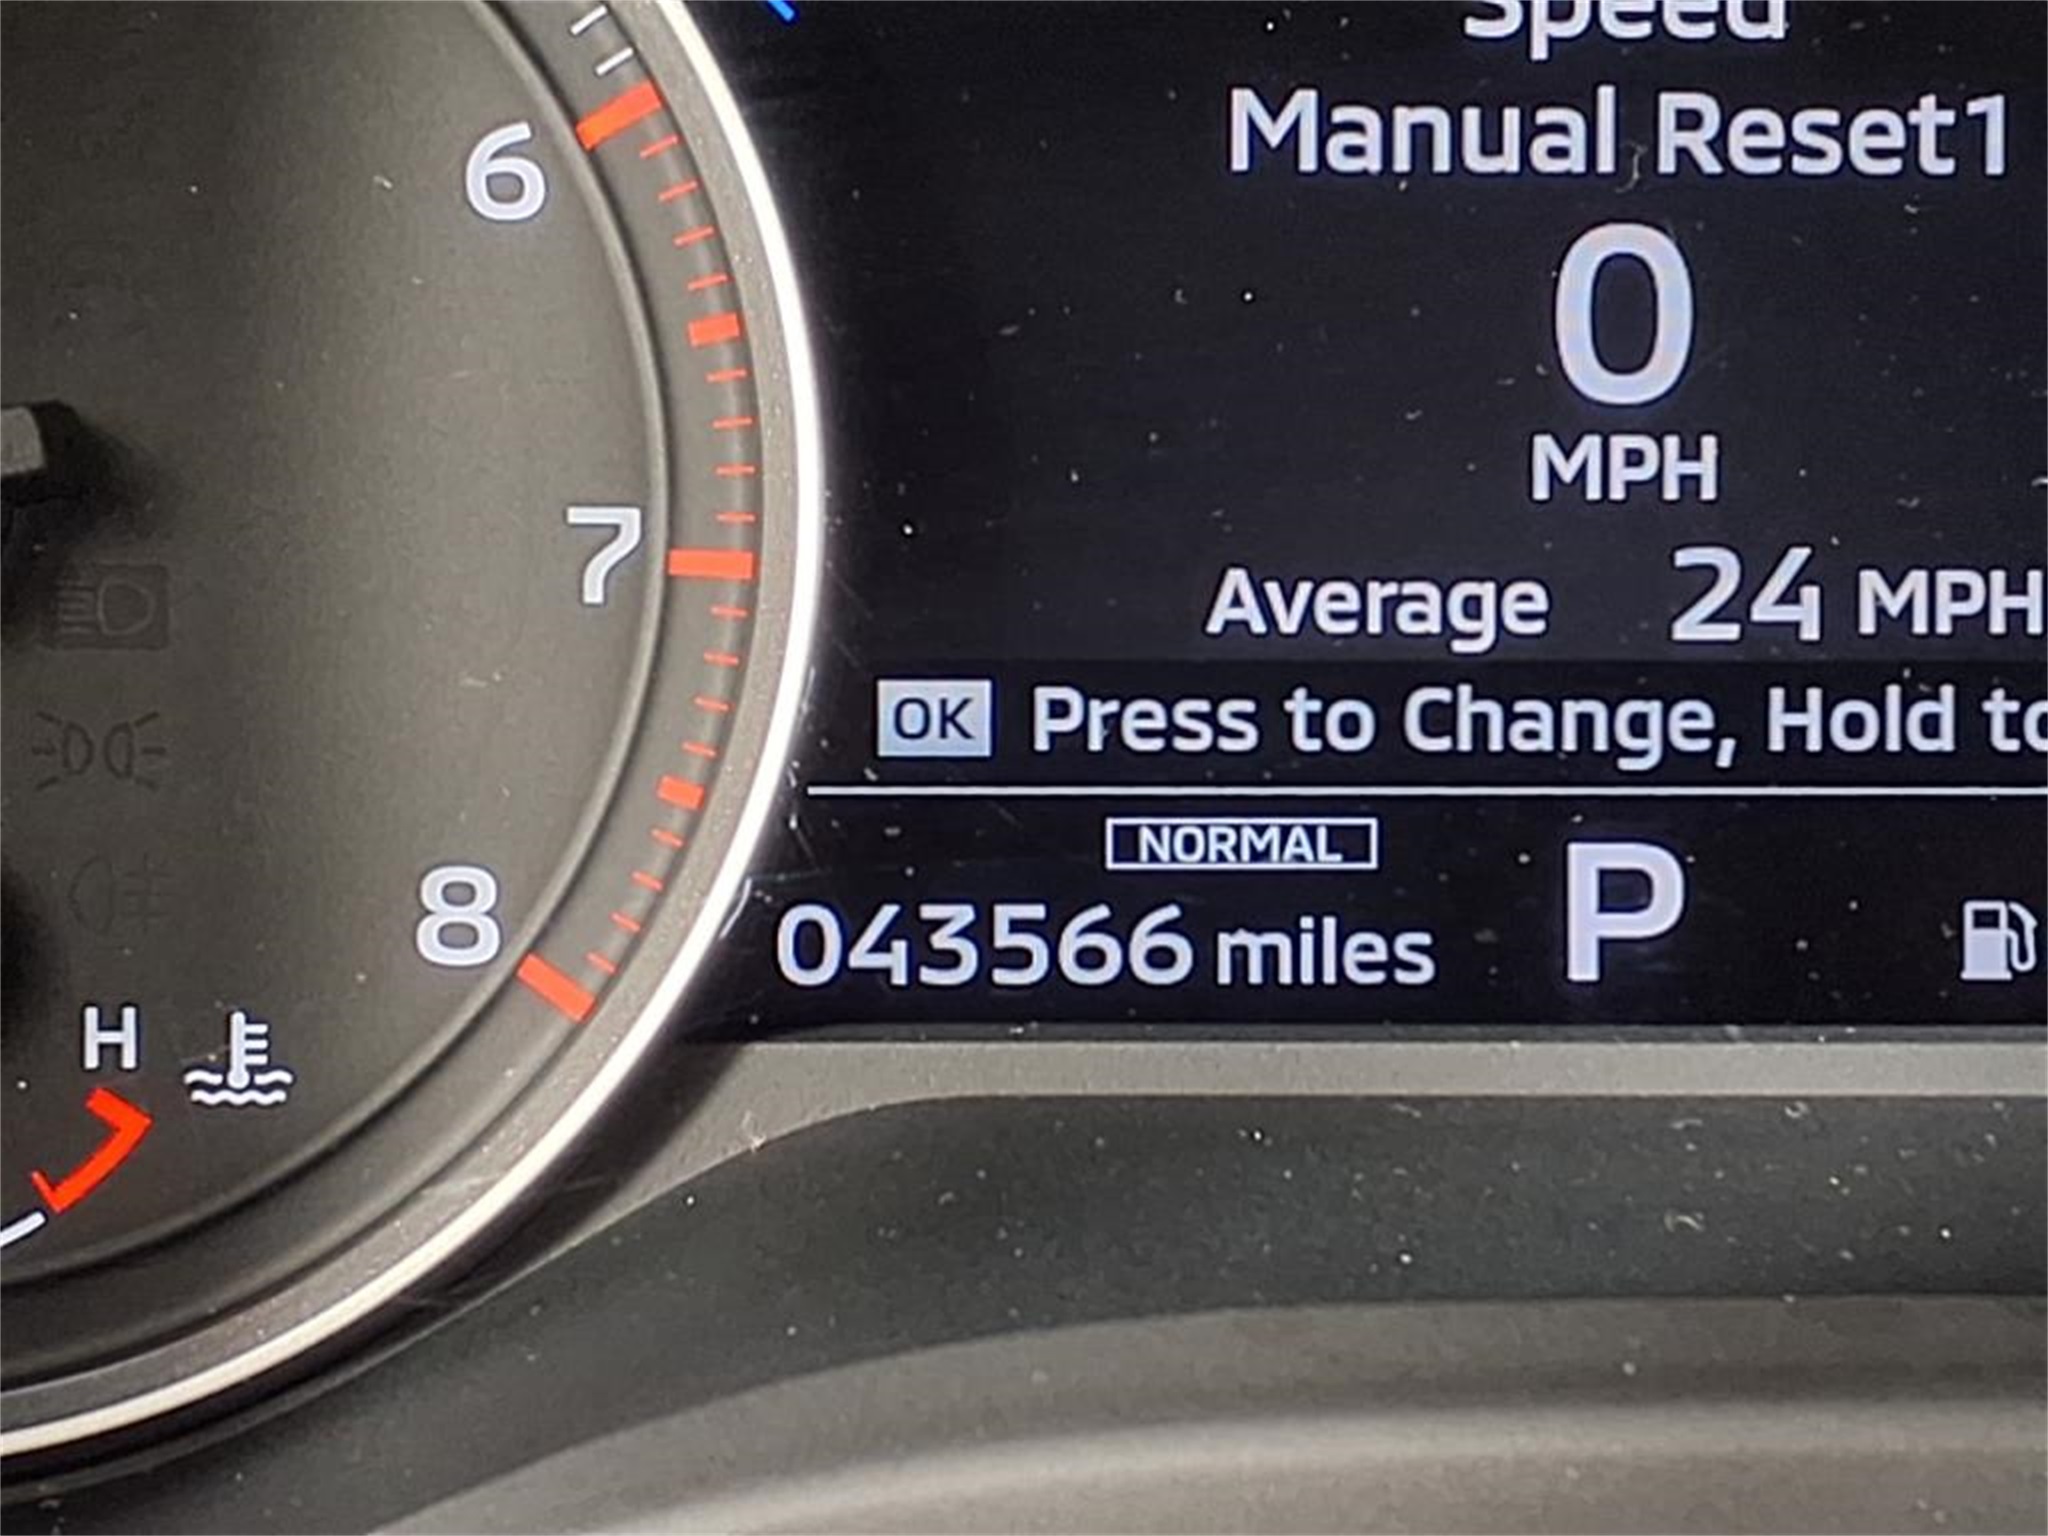 Speed
Manual Reset1
0
MPH
Average 24 MPH
OK Press to Change, Hold to
NORMAL
043566 miles P
6
7
8
H